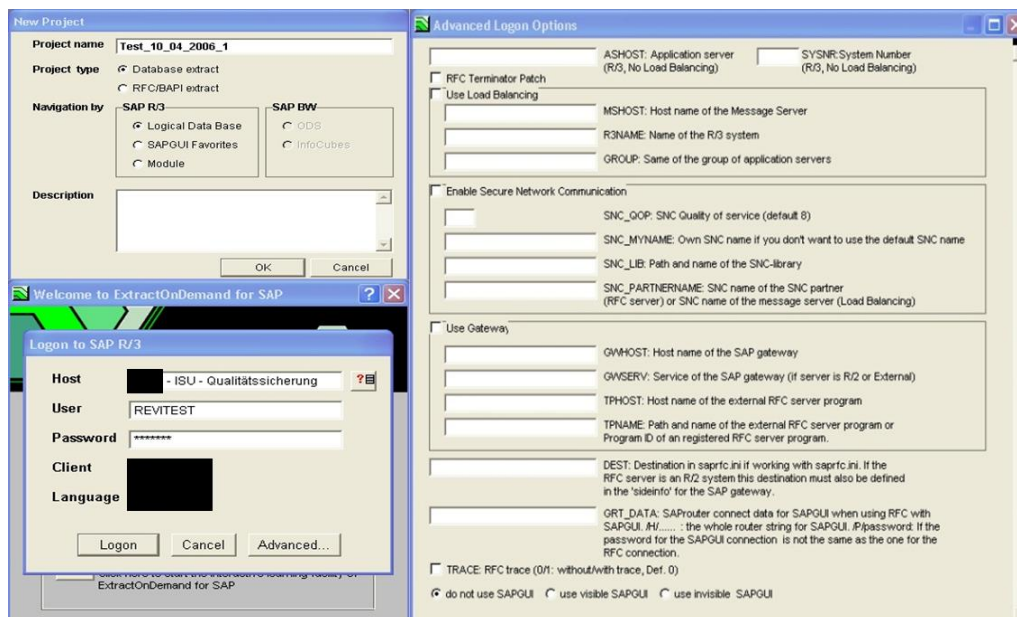 New Project
Project name Test_10_04_2006_1
Project type Database extract
RFC/BAPI extract
Navigation by SAP R/3 SAP BW
Logical Data Base ODS
SAPGUI Favorites InfoCubes
Module
Description
OK Cancel
Welcome to ExtractOnDemand for SAP
Logon to SAP R/3
Host - ISU - Qualitätssicherung
User REVITEST
Password *******
Client
Language
Logon Cancel Advanced...
click here to start the interactive learning facility of
ExtractOnDemand for SAP
Advanced Logon Options
ASHOST: Application server SYSNR:System Number
(R/3, No Load Balancing) (R/3, No Load Balancing)
RFC Terminator Patch
Use Load Balancing
MSHOST: Host name of the Message Server
R3NAME: Name of the R/3 system
GROUP: Same of the group of application servers
Enable Secure Network Communication
SNC_QOP: SNC Quality of service (default 8)
SNC_MYNAME: Own SNC name if you don't want to use the default SNC name
SNC_LIB: Path and name of the SNC-library
SNC_PARTNERNAME: SNC name of the SNC partner
(RFC server) or SNC name of the message server (Load Balancing)
Use Gateway
GWHOST: Host name of the SAP gateway
GWSERV: Service of the SAP gateway (if server is R/2 or External)
TPHOST: Host name of the external RFC server program
TPNAME: Path and name of the external RFC server program or
Program ID of an registered RFC server program.
DEST: Destination in saprfc.ini if working with saprfc.ini. If the
RFC server is an R/2 system this destination must also be defined
in the 'sideinfo' for the SAP gateway.
GRT_DATA: SAProuter connect data for SAPGUI when using RFC with
SAPGUI. /H/...... : the whole router string for SAPGUI. /P/password: If the
password for the SAPGUI connection is not the same as the one for the
RFC connection.
TRACE: RFC trace (0/1: without/with trace, Def. 0)
do not use SAPGUI use visible SAPGUI use invisible SAPGUI